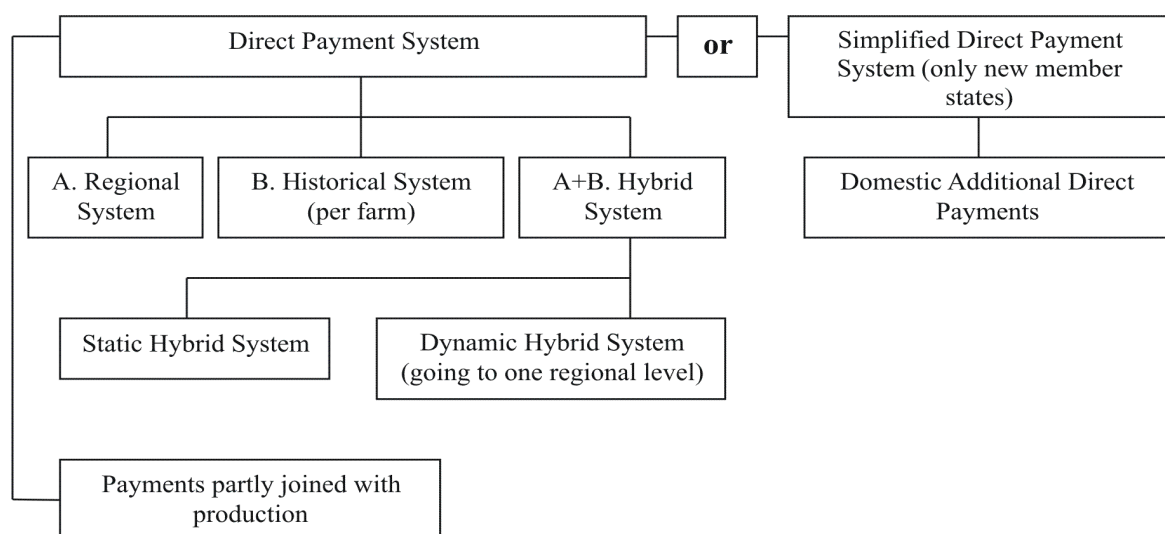 Direct Payment System
or
Simplified Direct Payment
System (only new member
states)
A. Regional
System
B. Historical System
(per farm)
A+B. Hybrid
System
Domestic Additional Direct
Payments
Static Hybrid System
Dynamic Hybrid System
(going to one regional level)
Payments partly joined with
production